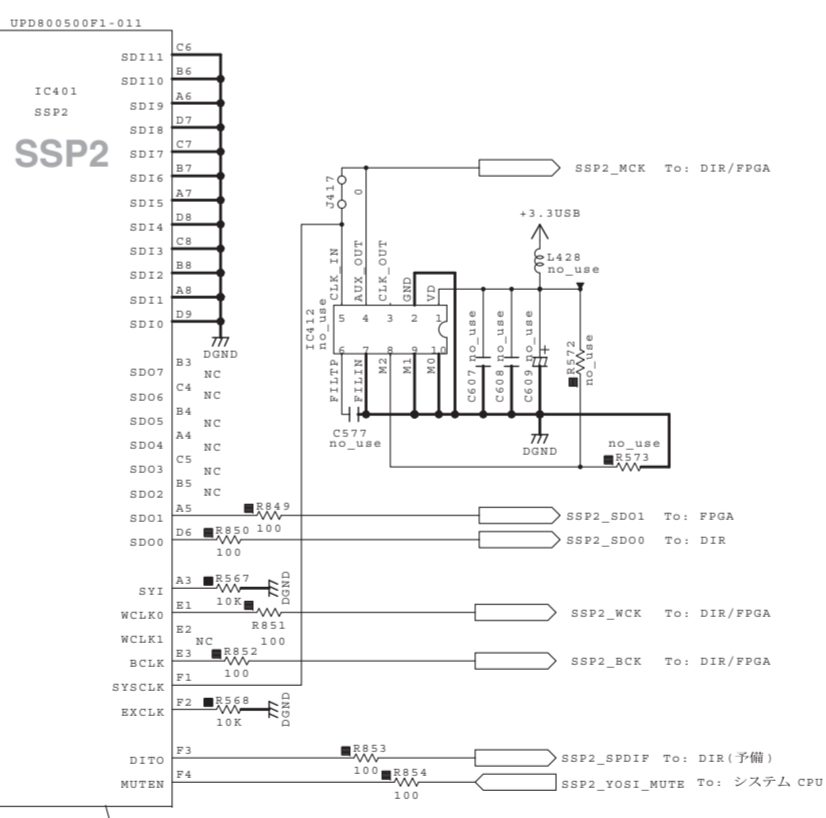 UPD800500F1-011
IC401
SSP2
SSP2
SDI11 C6
SDI10 B6
SDI9 A6
SDI8 D7
SDI7 C7
SDI6 B7
SDI5 A7
SDI4 D8
SDI3 C8
SDI2 B8
SDI1 A8
SDI0 D9
DGND
SDO7 B3 NC
SDO6 C4 NC
SDO5 B4 NC
SDO4 A4 NC
SDO3 C5 NC
SDO2 B5 NC
SDO1 A5
SDO0 D6
SYI A3
WCLK0 E1
WCLK1 E2 NC
BCLK E3
SYSCLK F1
EXCLK F2
DITO F3
MUTEN F4
J417
0
SSP2_MCK To: DIR/FPGA
+3.3USB
L428
no_use
CLK_IN
AUX_OUT
CLK_OUT
GND
VD
IC412
no_use
5 4 3 2 1
6 7 8 9 10
FILTP
FILIN
M2
M1
M0
C577
no_use
C607 no_use
C608 no_use
C609 no_use
+
R572
no_use
DGND
no_use
R573
R849
100
SSP2_SDO1 To: FPGA
R850
100
SSP2_SDO0 To: DIR
R567
10K
DGND
R851
100
SSP2_WCK To: DIR/FPGA
R852
100
SSP2_BCK To: DIR/FPGA
R568
10K
DGND
R853
100
SSP2_SPDIF To: DIR(予備)
R854
100
SSP2_YOSI_MUTE To: システム CPU